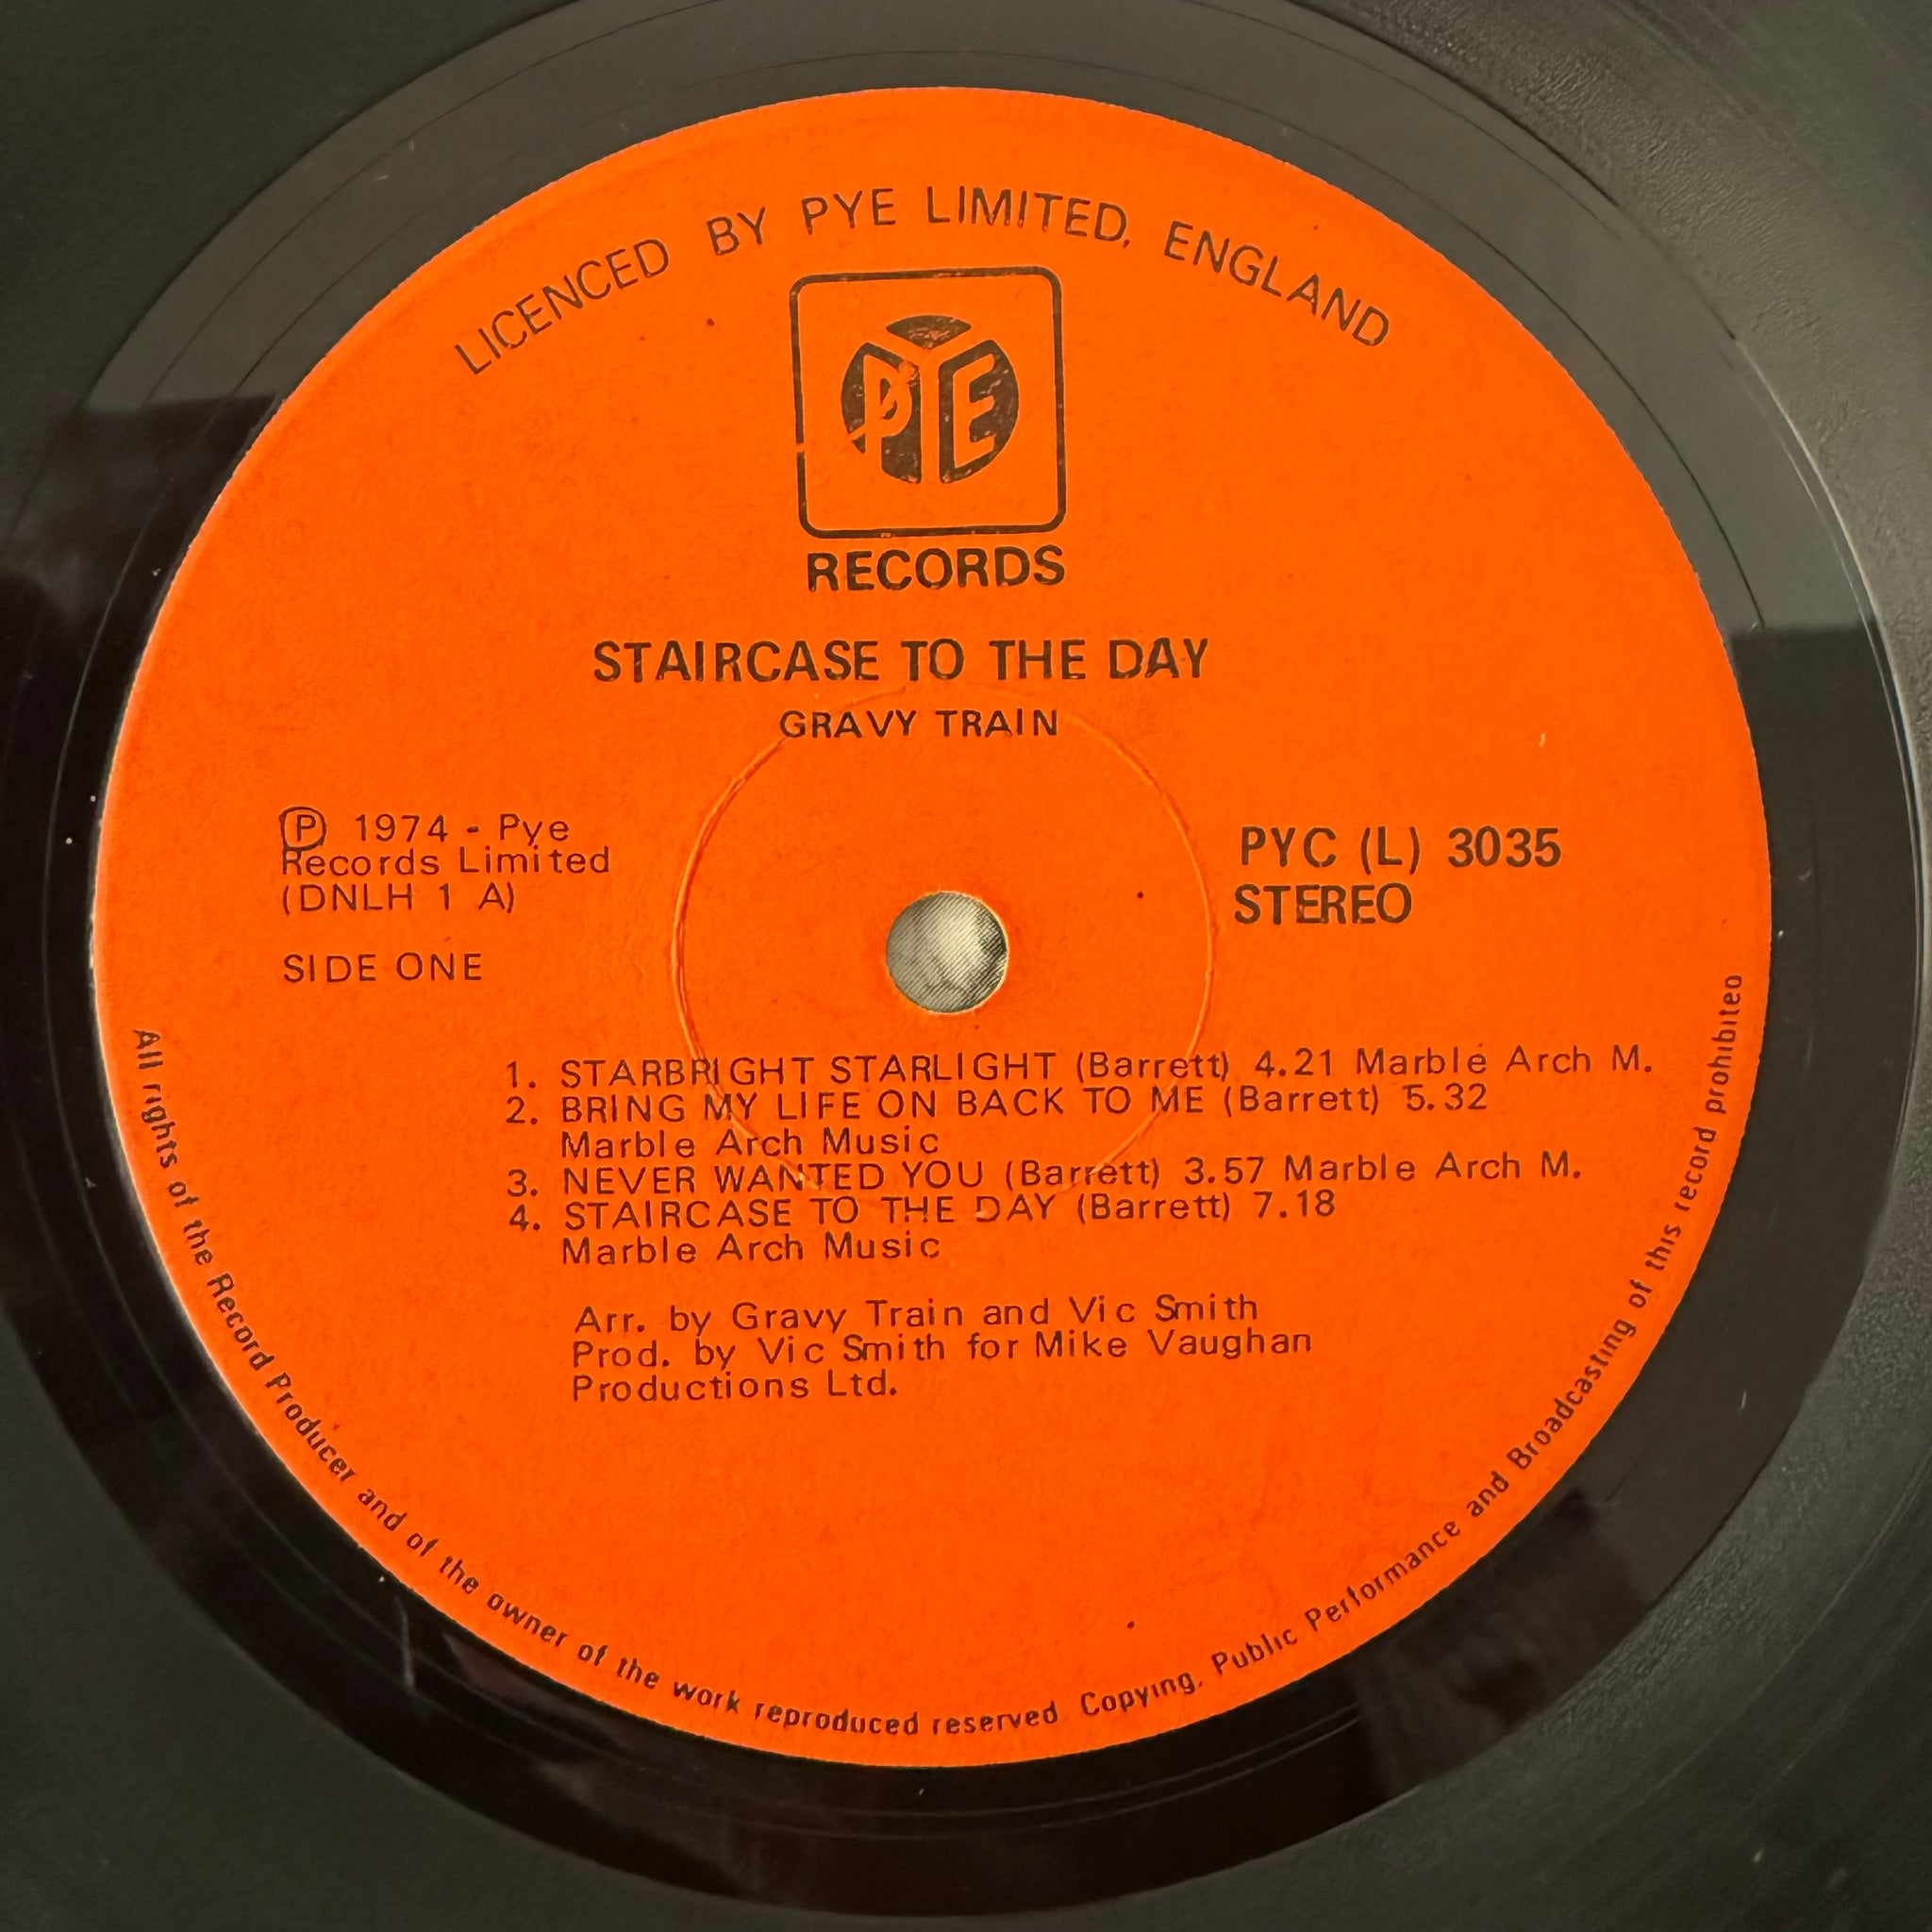 LICENCED BY PYE LIMITED, ENGLAND
PYE
RECORDS
STAIRCASE TO THE DAY
GRAVY TRAIN
Ⓟ 1974 - Pye
Records Limited
(DNLH 1 A)
SIDE ONE
PYC (L) 3035
STEREO
1. STARBRIGHT STARLIGHT (Barrett) 4.21 Marble Arch M.
2. BRING MY LIFE ON BACK TO ME (Barrett) 5.32
Marble Arch Music
3. NEVER WANTED YOU (Barrett) 3.57 Marble Arch M.
4. STAIRCASE TO THE DAY (Barrett) 7.18
Marble Arch Music
Arr. by Gravy Train and Vic Smith
Prod. by Vic Smith for Mike Vaughan
Productions Ltd.
All rights of the Record Producer and of the owner of the work reproduced reserved Copying, Public Performance and Broadcasting of this record prohibited